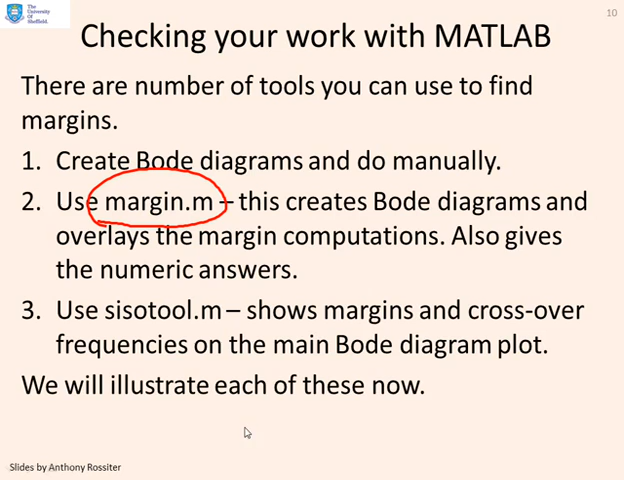 The
University
Of
Sheffield.
10
Checking your work with MATLAB
There are number of tools you can use to find
margins.
1. Create Bode diagrams and do manually.
2. Use margin.m – this creates Bode diagrams and
overlays the margin computations. Also gives
the numeric answers.
3. Use sisotool.m – shows margins and cross-over
frequencies on the main Bode diagram plot.
We will illustrate each of these now.
Slides by Anthony Rossiter